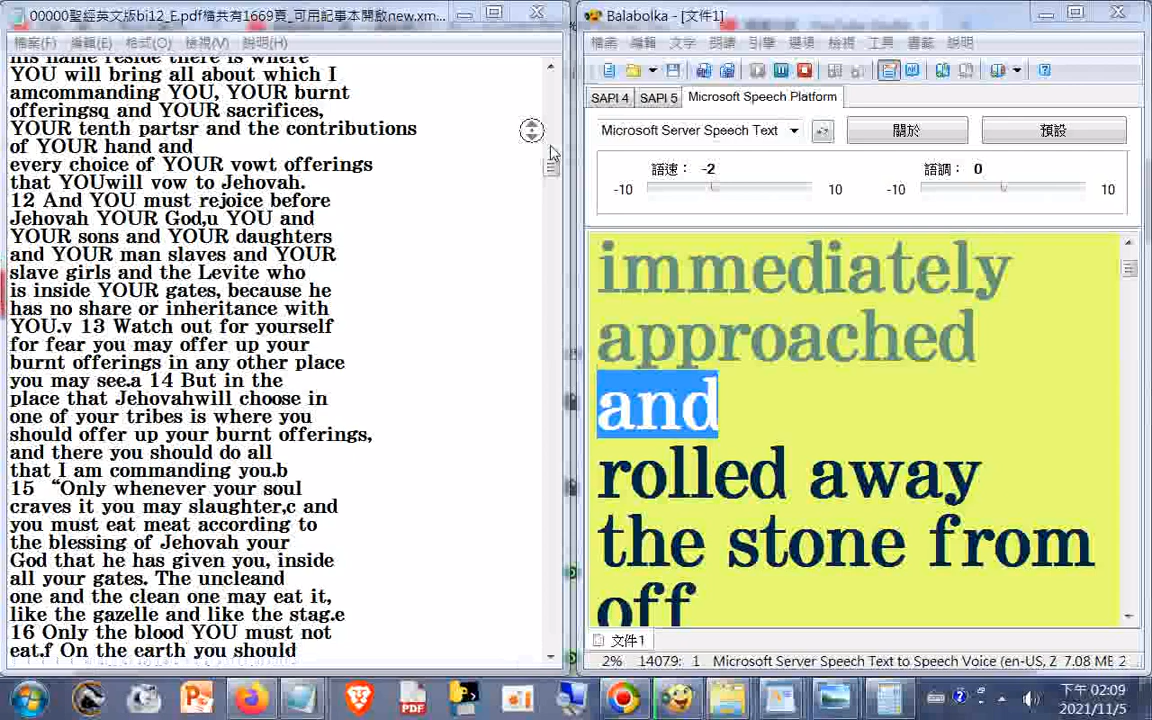 00000聖經英文版bi12_E.pdf檔共有1669頁_可用記事本開啟new.xm...
檔案(F) 編輯(E) 格式(O) 檢視(V) 說明(H)
his name reside there is where
YOU will bring all about which I
amcommanding YOU, YOUR burnt
offeringsq and YOUR sacrifices,
YOUR tenth partsr and the contributions
of YOUR hand and
every choice of YOUR vowt offerings
that YOUwill vow to Jehovah.
12 And YOU must rejoice before
Jehovah YOUR God,u YOU and
YOUR sons and YOUR daughters
and YOUR man slaves and YOUR
slave girls and the Levite who
is inside YOUR gates, because he
has no share or inheritance with
YOU.v 13 Watch out for yourself
for fear you may offer up your
burnt offerings in any other place
you may see.a 14 But in the
place that Jehovahwill choose in
one of your tribes is where you
should offer up your burnt offerings,
and there you should do all
that I am commanding you.b
15 “Only whenever your soul
craves it you may slaughter,c and
you must eat meat according to
the blessing of Jehovah your
God that he has given you, inside
all your gates. The uncleand
one and the clean one may eat it,
like the gazelle and like the stag.e
16 Only the blood YOU must not
eat.f On the earth you should
Balabolka - [文件1]
檔案 編輯 文字 朗讀 引擎 選項 檢視 工具 書籤 說明
SAPI 4 SAPI 5 Microsoft Speech Platform
Microsoft Server Speech Text 關於 預設
語速： -2 語調： 0
-10 10 -10 10
immediately
approached
and
rolled away
the stone from
off
文件1
2% 14079: 1 Microsoft Server Speech Text to Speech Voice (en-US, Z 7.08 MB 2
PDF
下午 02:09
2021/11/5